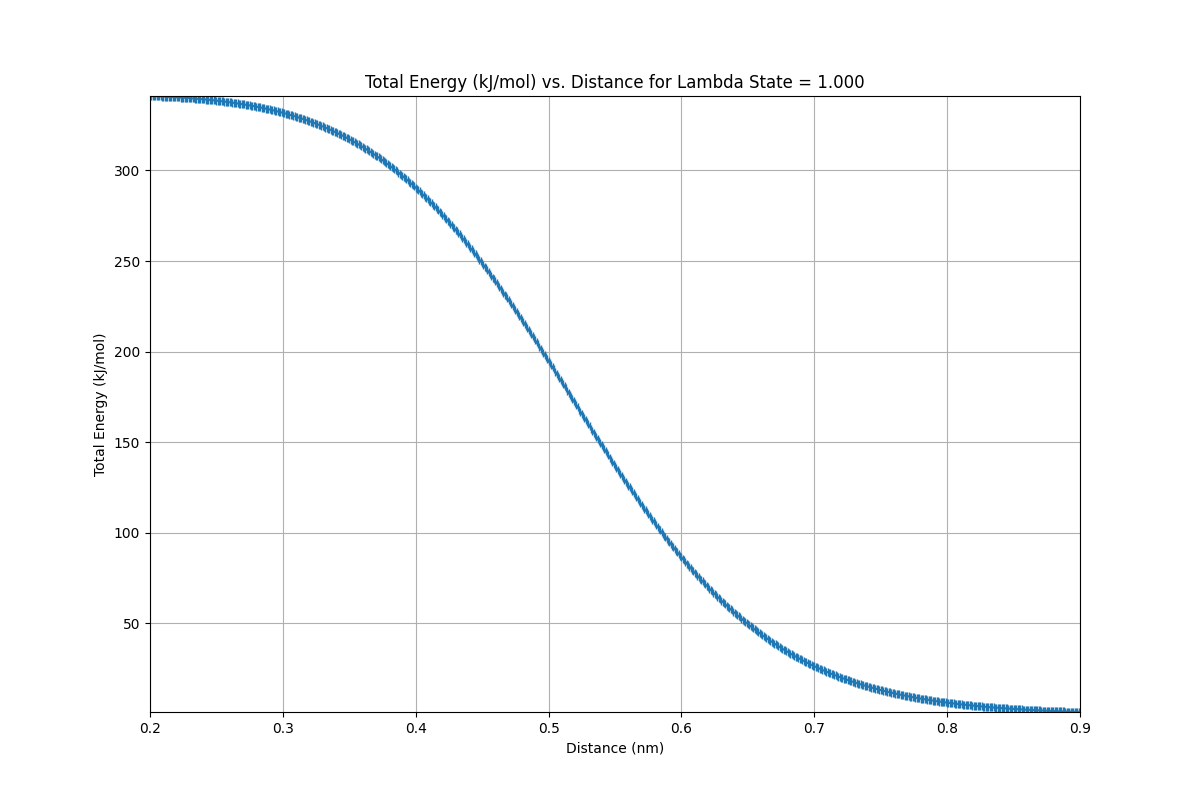 Total Energy (kJ/mol) vs. Distance for Lambda State = 1.000
300
250
200
150
100
50
Total Energy (kJ/mol)
0.2 0.3 0.4 0.5 0.6 0.7 0.8 0.9
Distance (nm)